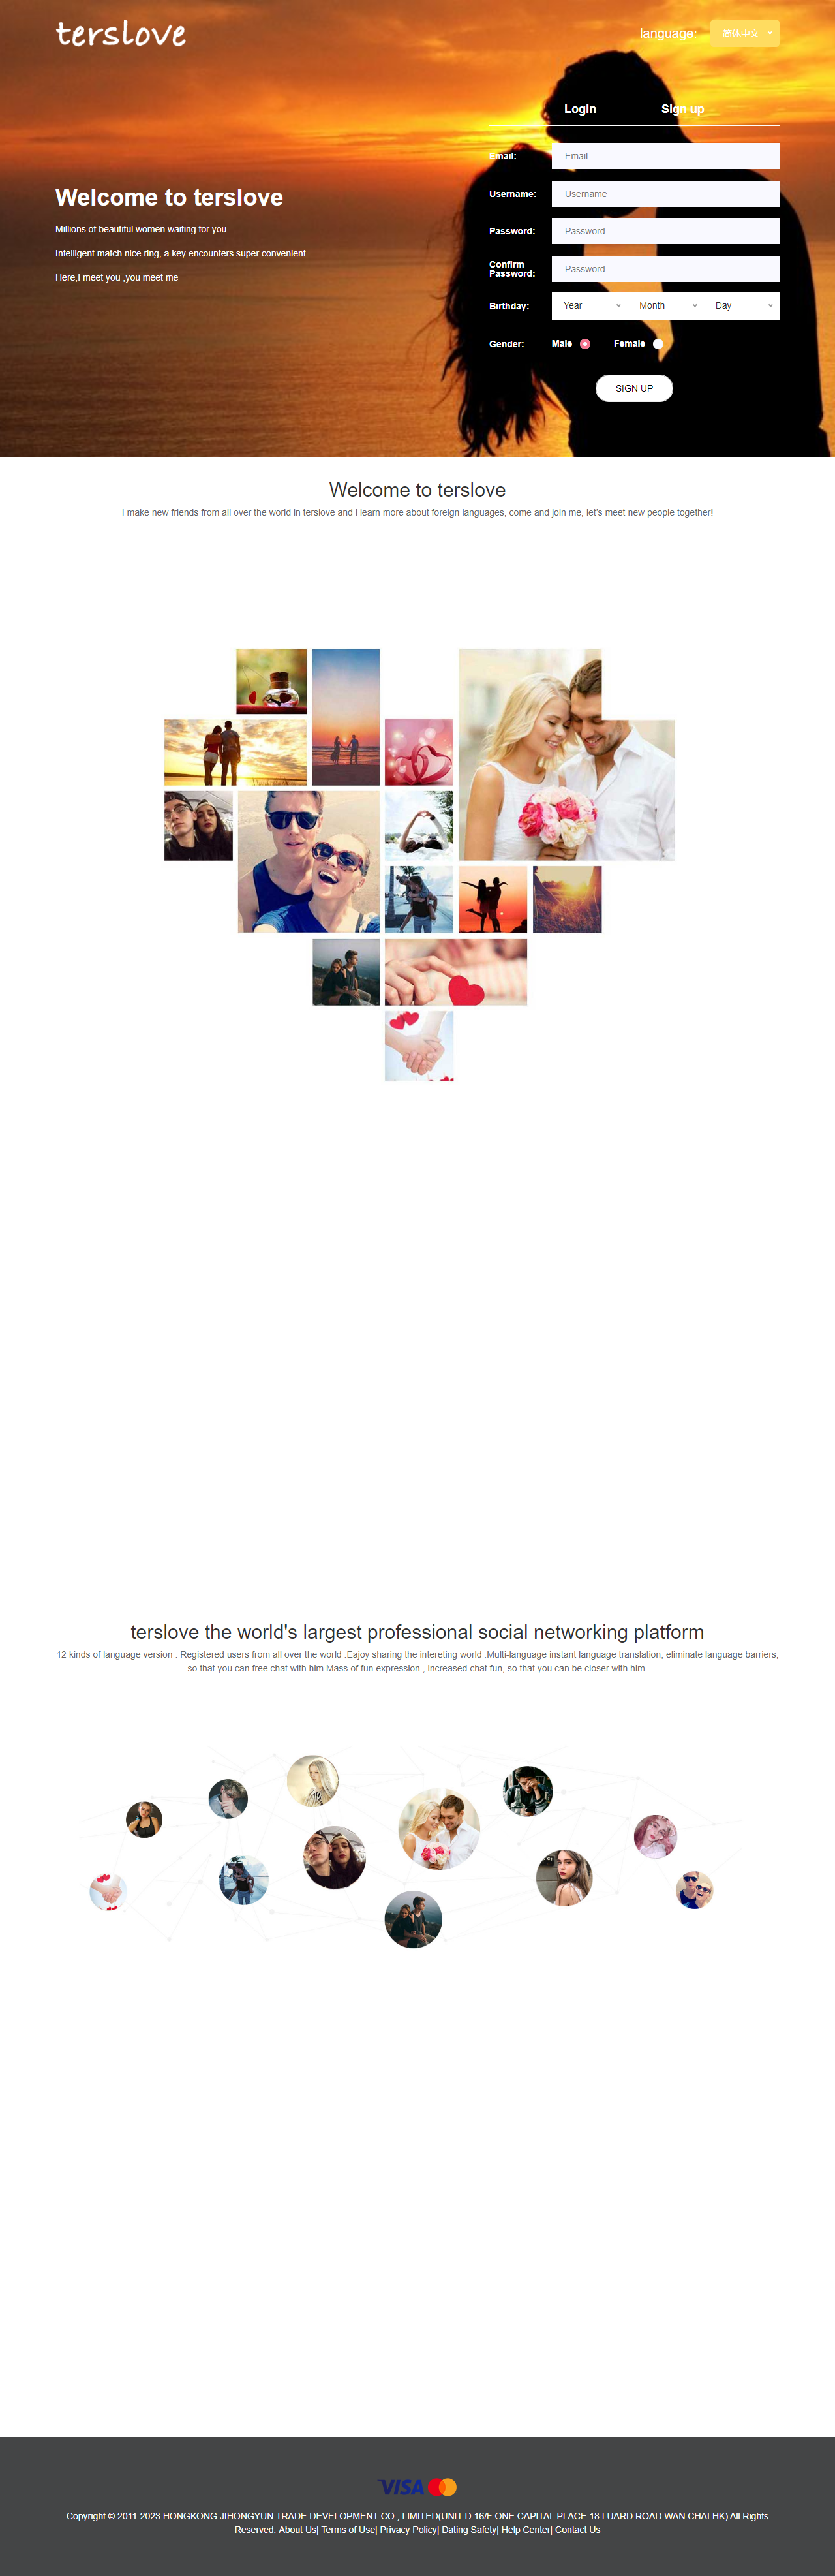 terslove
language:
简体中文
Login
Sign up
Email:
Email
Welcome to terslove
Username:
Username
Millions of beautiful women waiting for you
Password:
Password
Intelligent match nice ring, a key encounters super convenient
Confirm
Password:
Password
Here,I meet you ,you meet me
Birthday:
Year
Month
Day
Gender:
Male
Female
SIGN UP
Welcome to terslove
I make new friends from all over the world in terslove and i learn more about foreign languages, come and join me, let's meet new people together!
terslove the world's largest professional social networking platform
12 kinds of language version . Registered users from all over the world .Eajoy sharing the intereting world .Multi-language instant language translation, eliminate language barriers,
so that you can free chat with him.Mass of fun expression , increased chat fun, so that you can be closer with him.
VISA
Copyright © 2011-2023 HONGKONG JIHONGYUN TRADE DEVELOPMENT CO., LIMITED(UNIT D 16/F ONE CAPITAL PLACE 18 LUARD ROAD WAN CHAI HK) All Rights
Reserved. About Us| Terms of Use| Privacy Policy| Dating Safety| Help Center| Contact Us